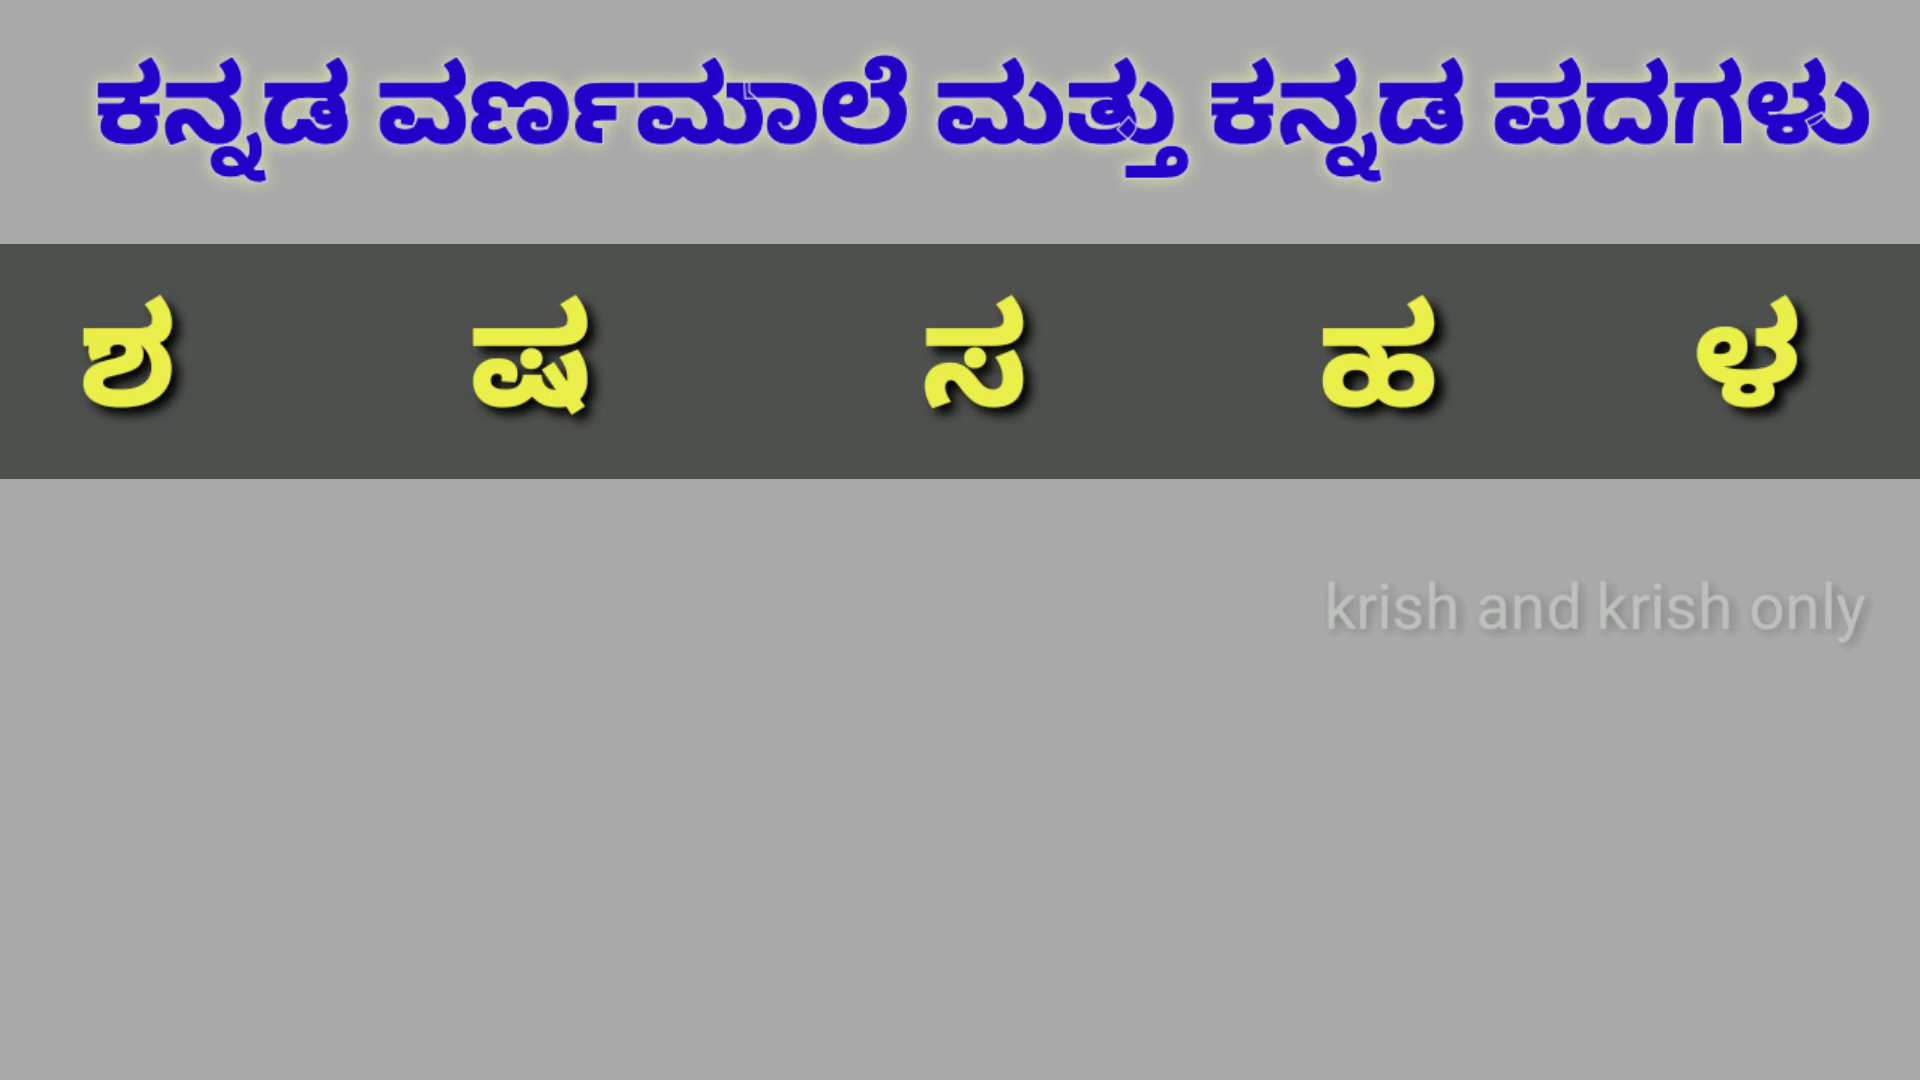 ಕನ್ನಡ ವರ್ಣಮಾಲೆ ಮತ್ತು ಕನ್ನಡ ಪದಗಳು
ಶ ಷ ಸ ಹ ಳ
krish and krish only